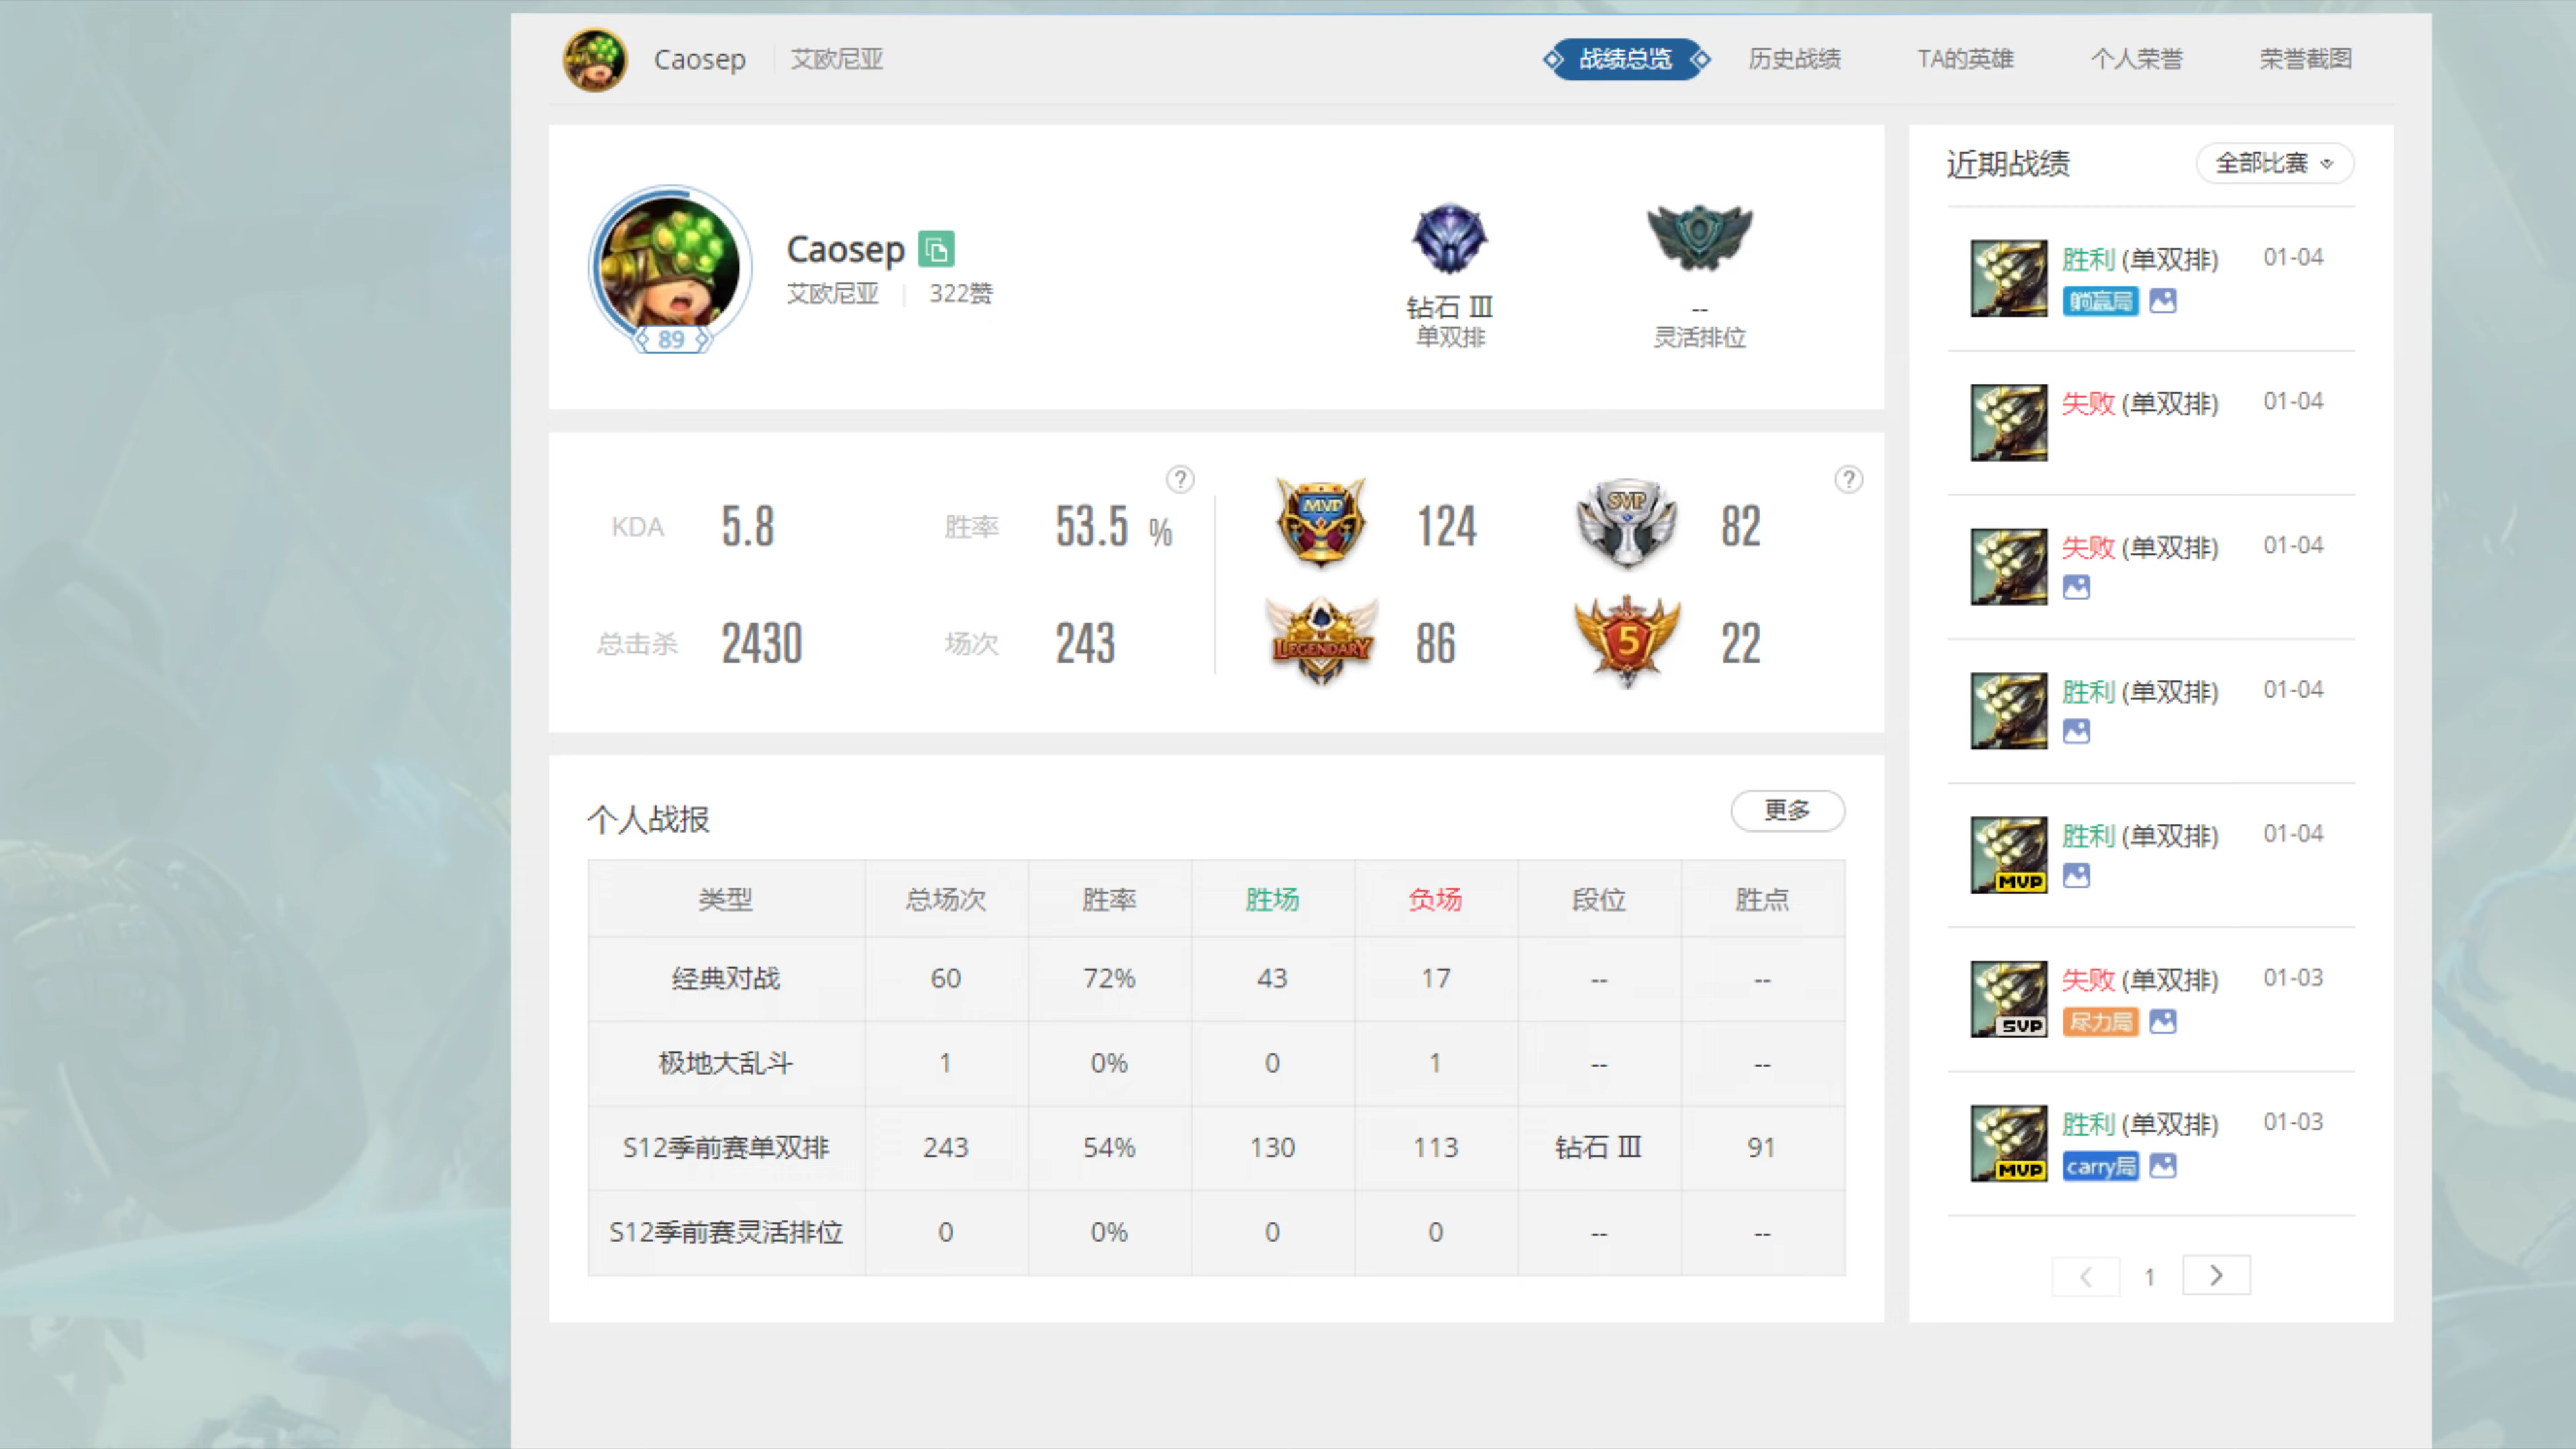 Caosep 艾欧尼亚 战绩总览 历史战绩 TA的英雄 个人荣誉 荣誉截图
Caosep
艾欧尼亚 322赞
89
钻石 Ⅲ
单双排
--
灵活排位
KDA 5.8 胜率 53.5 % ?
总击杀 2430 场次 243
MVP 124 SVP 82 ?
LEGENDARY 86 5 22
个人战报 更多
类型 总场次 胜率 胜场 负场 段位 胜点
经典对战 60 72% 43 17 -- --
极地大乱斗 1 0% 0 1 -- --
S12季前赛单双排 243 54% 130 113 钻石 Ⅲ 91
S12季前赛灵活排位 0 0% 0 0 -- --
近期战绩 全部比赛
胜利 (单双排) 01-04
躺赢局
失败 (单双排) 01-04
失败 (单双排) 01-04
胜利 (单双排) 01-04
胜利 (单双排) 01-04
MVP
失败 (单双排) 01-03
SVP 尽力局
胜利 (单双排) 01-03
MVP carry局
1